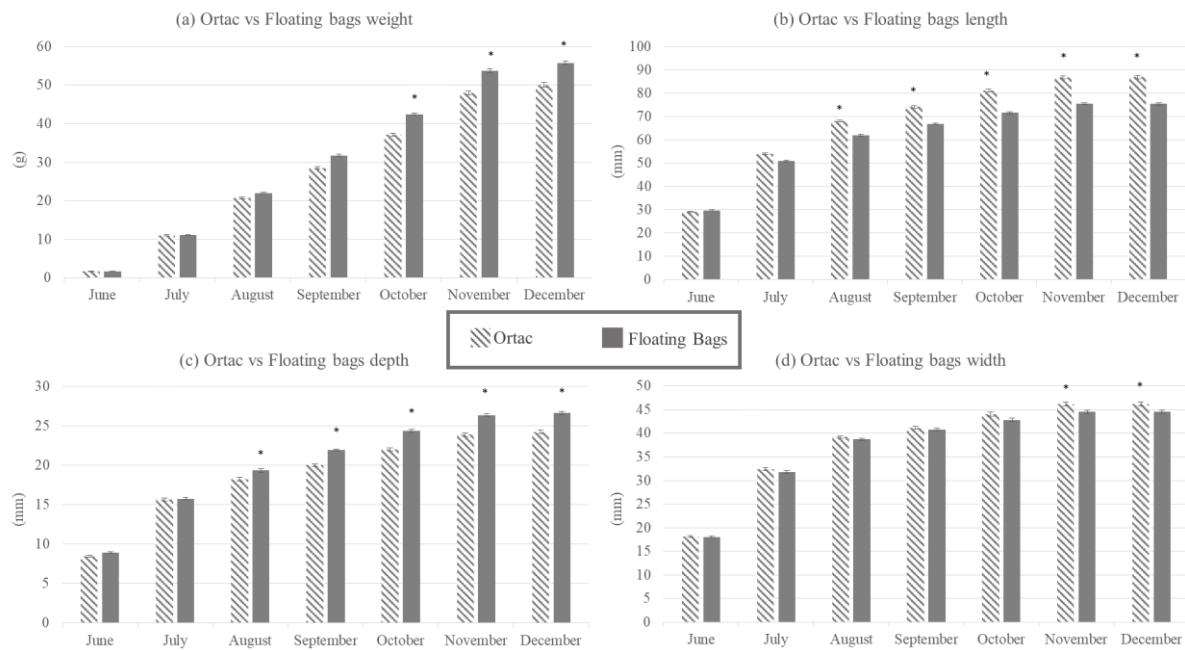 (a) Ortac vs Floating bags weight
60
50
40
30
20
10
0
(g)
* * *
June July August September October November December
(b) Ortac vs Floating bags length
100
90
80
70
60
50
40
30
20
10
0
(mm)
* * * * *
June July August September October November December
Ortac Floating Bags
(c) Ortac vs Floating bags depth
30
25
20
15
10
5
0
(mm)
* * * * *
June July August September October November December
(d) Ortac vs Floating bags width
50
45
40
35
30
25
20
15
10
5
0
(mm)
* *
June July August September October November December